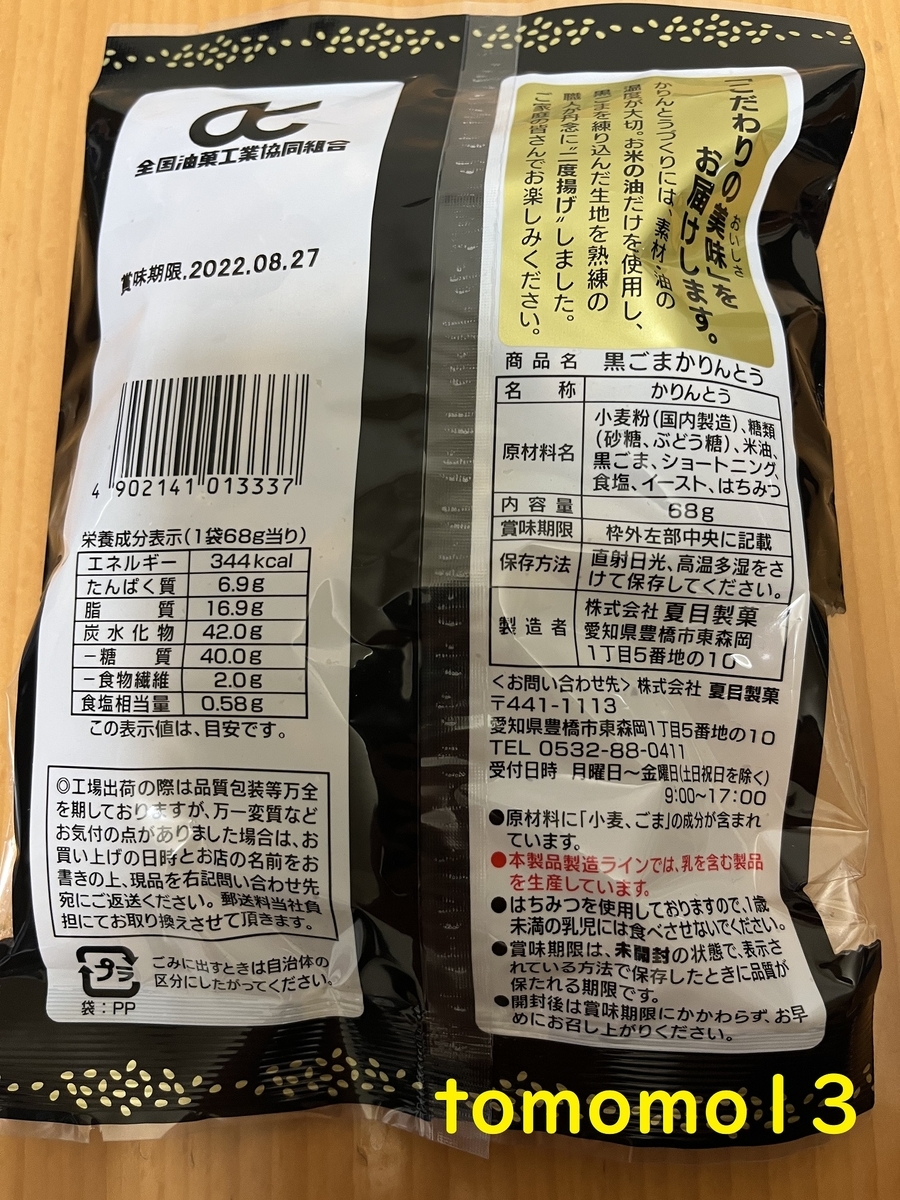 全国油菓工業協同組合
賞味期限.2022.08.27
4 902141 013337
栄養成分表示(1袋68g当り)
エネルギー 344kcal
たんぱく質 6.9g
脂質 16.9g
炭水化物 42.0g
－糖質 40.0g
－食物繊維 2.0g
食塩相当量 0.58g
この表示値は、目安です。
◎工場出荷の際は品質包装等万全
を期しておりますが、万一変質など
お気付の点がありました場合は、お
買い上げの日時とお店の名前をお
書きの上、現品を右記問い合わせ先
宛にご返送ください。郵送料当社負
担にてお取り換えさせて頂きます。
プラ
ごみに出すときは自治体の
区分にしたがってください。
袋：PP
こだわりの「美味」を
おいしさ
お届けします。
かりんとうづくりには、素材・油の
温度が大切。お米の油だけを使用し、
黒ごまを練り込んだ生地を熟練の
職人が丹念に“二度揚げ”しました。
ご家庭の皆さんでお楽しみください。
商品名 黒ごまかりんとう
名称 かりんとう
原材料名 小麦粉(国内製造)、糖類
(砂糖、ぶどう糖)、米油、
黒ごま、ショートニング、
食塩、イースト、はちみつ
内容量 68g
賞味期限 枠外左部中央に記載
保存方法 直射日光、高温多湿をさ
けて保存してください。
製造者 株式会社 夏目製菓
愛知県豊橋市東森岡
1丁目5番地の10
＜お問い合わせ先＞ 株式会社 夏目製菓
〒441-1113
愛知県豊橋市東森岡1丁目5番地の10
TEL 0532-88-0411
受付日時 月曜日～金曜日(土日祝日を除く)
9:00～17:00
●原材料に「小麦、ごま」の成分が含まれ
ています。
●本製品製造ラインでは、乳を含む製品
を生産しています。
●はちみつを使用しておりますので、1歳
未満の乳児には食べさせないでください。
●賞味期限は、未開封の状態で、表示さ
れている方法で保存したときに品質が
保たれる期限です。
●開封後は賞味期限にかかわらず、お早
めにお召し上がりください。
tomomo13